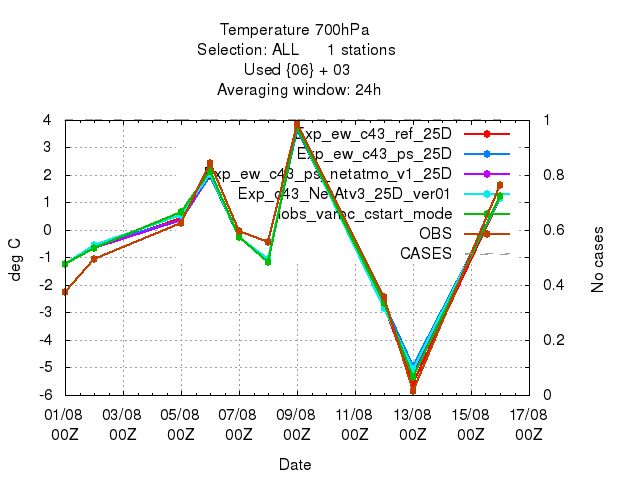 Temperature 700hPa
Selection: ALL 1 stations
Used {06} + 03
Averaging window: 24h
4
3
2
1
0
-1
-2
-3
-4
-5
-6
deg C
1
0.8
0.6
0.4
0.2
0
No cases
Exp_ew_c43_ref_25D
Exp_ew_c43_ps_25D
Exp_ew_c43_ps_netatmo_v1_25D
Exp_c43_NetAtv3_25D_ver01
OBS
CASES
01/08 03/08 05/08 07/08 09/08 11/08 13/08 15/08 17/08
00Z 00Z 00Z 00Z 00Z 00Z 00Z 00Z 00Z
Date